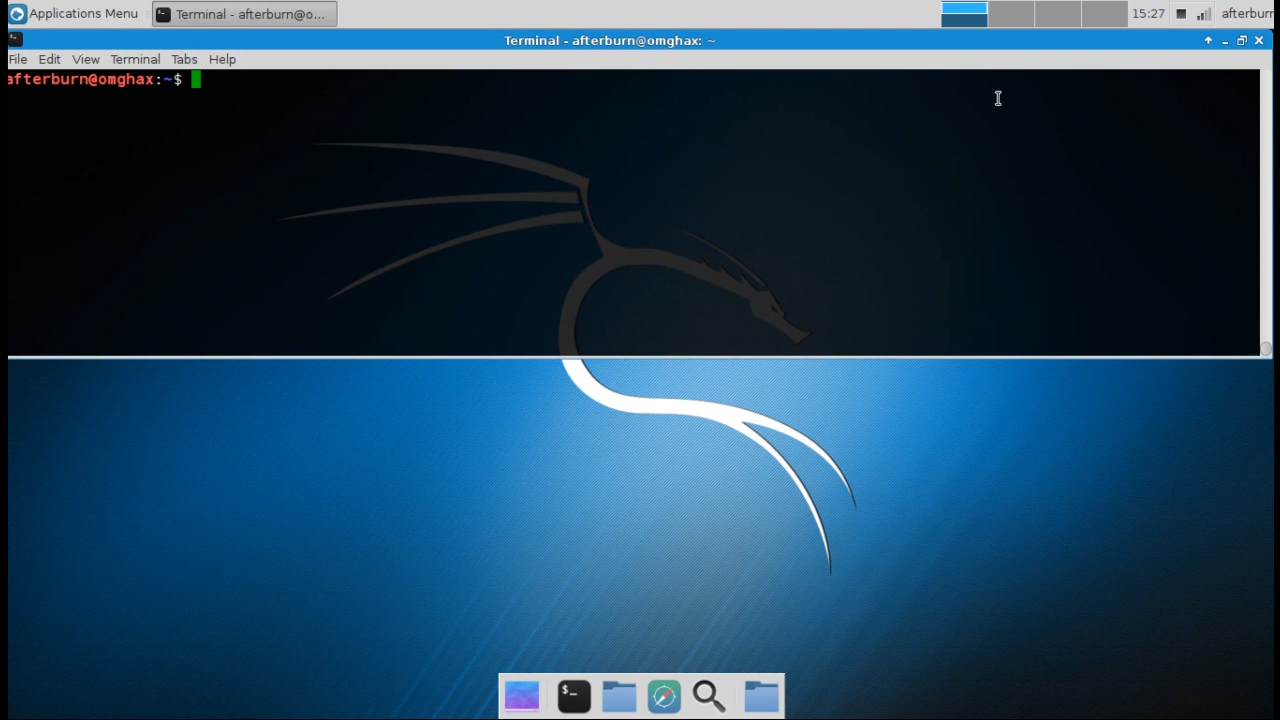 Applications Menu Terminal - afterburn@o... 15:27 afterburn
Terminal - afterburn@omghax: ~
File Edit View Terminal Tabs Help
afterburn@omghax:~$
$_